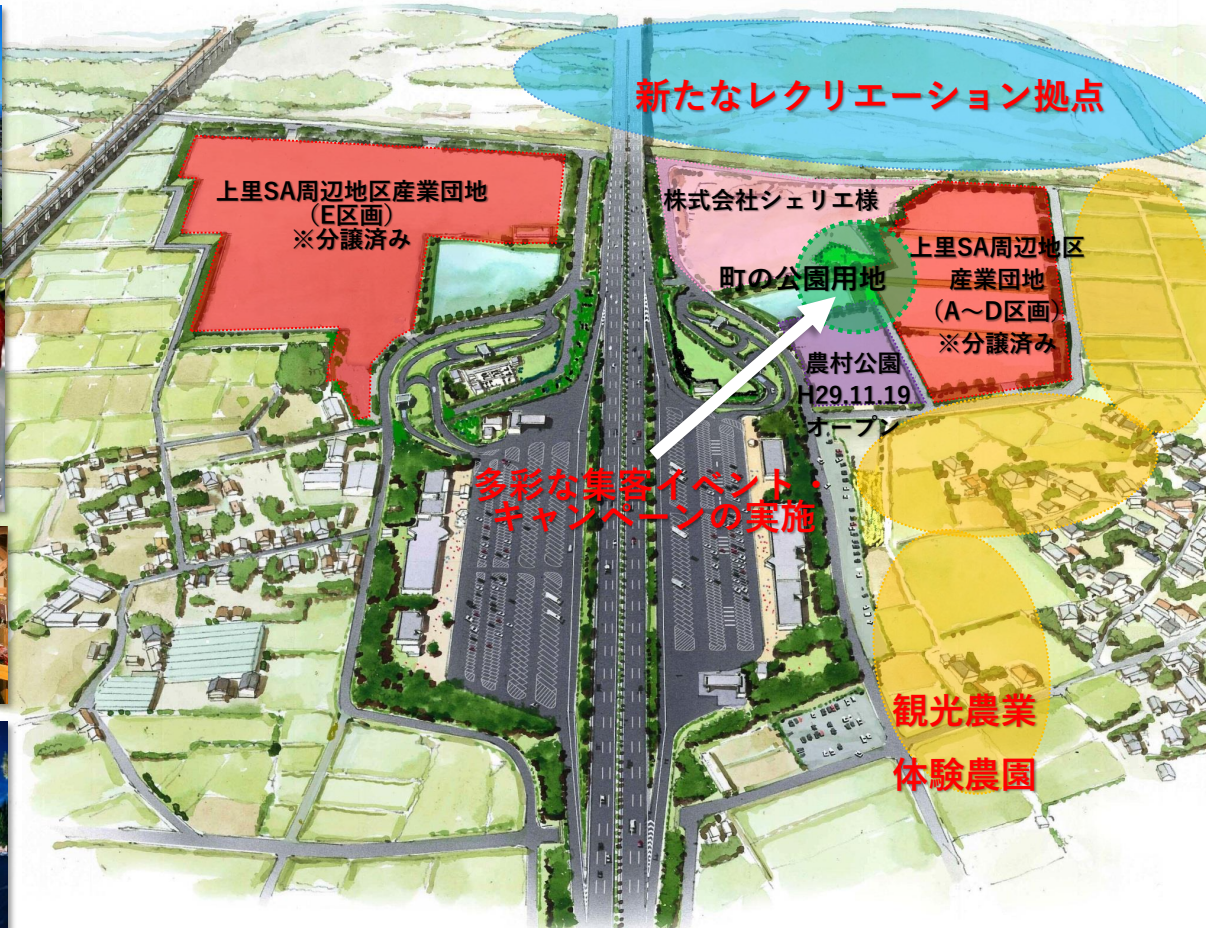 新たなレクリエーション拠点
上里SA周辺地区産業団地
（E区画）
※分譲済み
株式会社シェリエ様
町の公園用地
上里SA周辺地区
産業団地
（A～D区画）
※分譲済み
農村公園
H29.11.19
オープン
多彩な集客イベント・
キャンペーンの実施
観光農業
体験農園